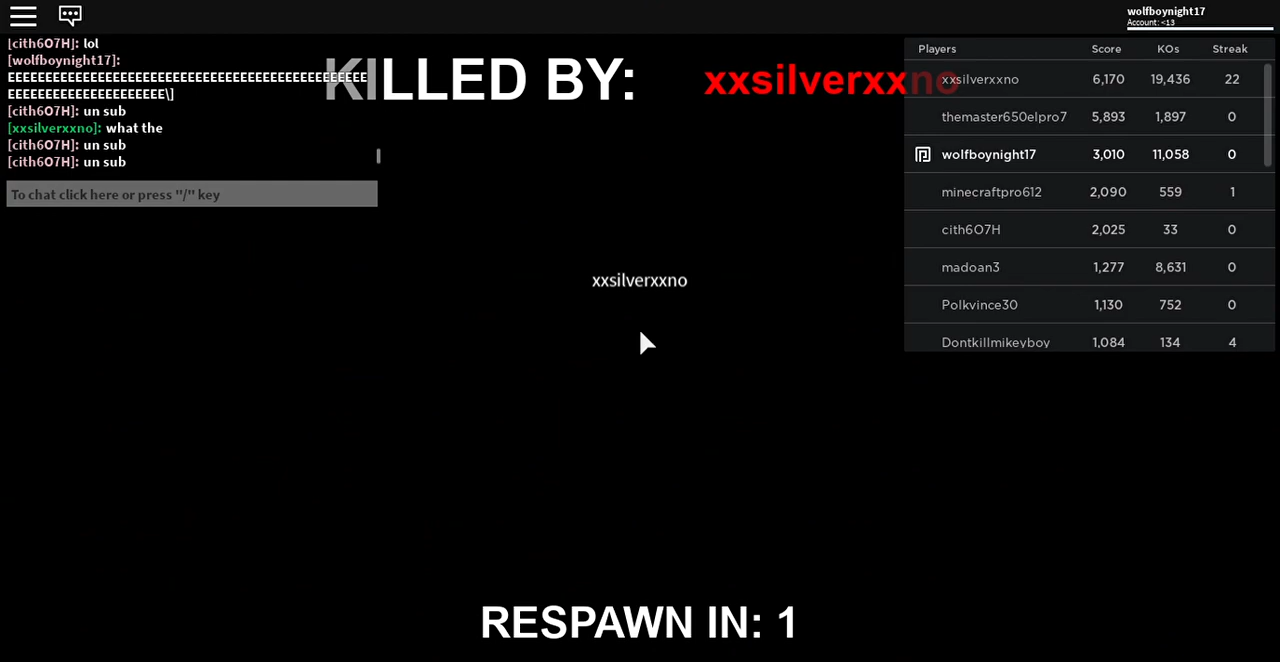 wolfboynight17
Account: <13
[cith6O7H]: lol
[wolfboynight17]:
EEEEEEEEEEEEEEEEEEEEEEEEEEEEEEEEEEEEEEEEEEEEEEEE
EEEEEEEEEEEEEEEEEEEEE\]
[cith6O7H]: un sub
[xxsilverxxno]: what the
[cith6O7H]: un sub
[cith6O7H]: un sub
To chat click here or press "/" key
KILLED BY: xxsilverxxno
Players Score KOs Streak
xxsilverxxno 6,170 19,436 22
themaster650elpro7 5,893 1,897 0
wolfboynight17 3,010 11,058 0
minecraftpro612 2,090 559 1
cith6O7H 2,025 33 0
madoan3 1,277 8,631 0
Polkvince30 1,130 752 0
Dontkillmikeyboy 1,084 134 4
xxsilverxxno
RESPAWN IN: 1